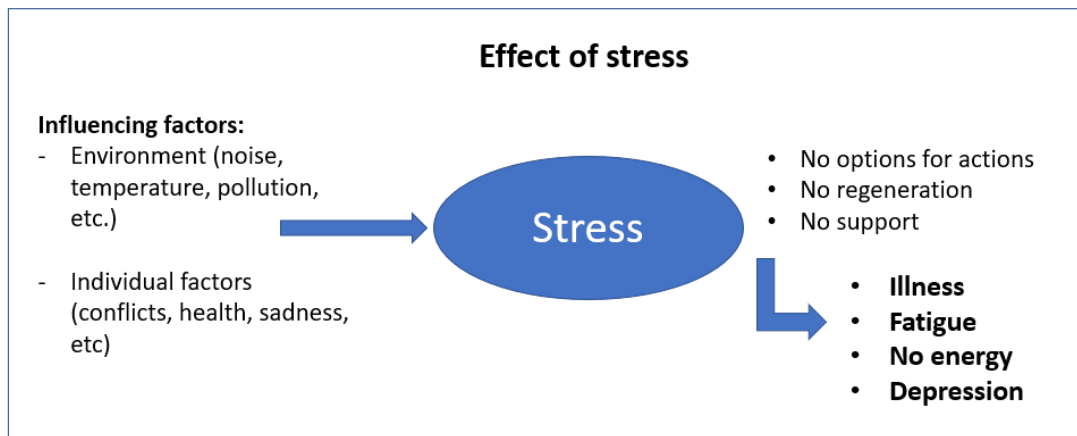 Effect of stress
Influencing factors:
- Environment (noise,
temperature, pollution,
etc.)
- Individual factors
(conflicts, health, sadness,
etc)
Stress
• No options for actions
• No regeneration
• No support
• Illness
• Fatigue
• No energy
• Depression